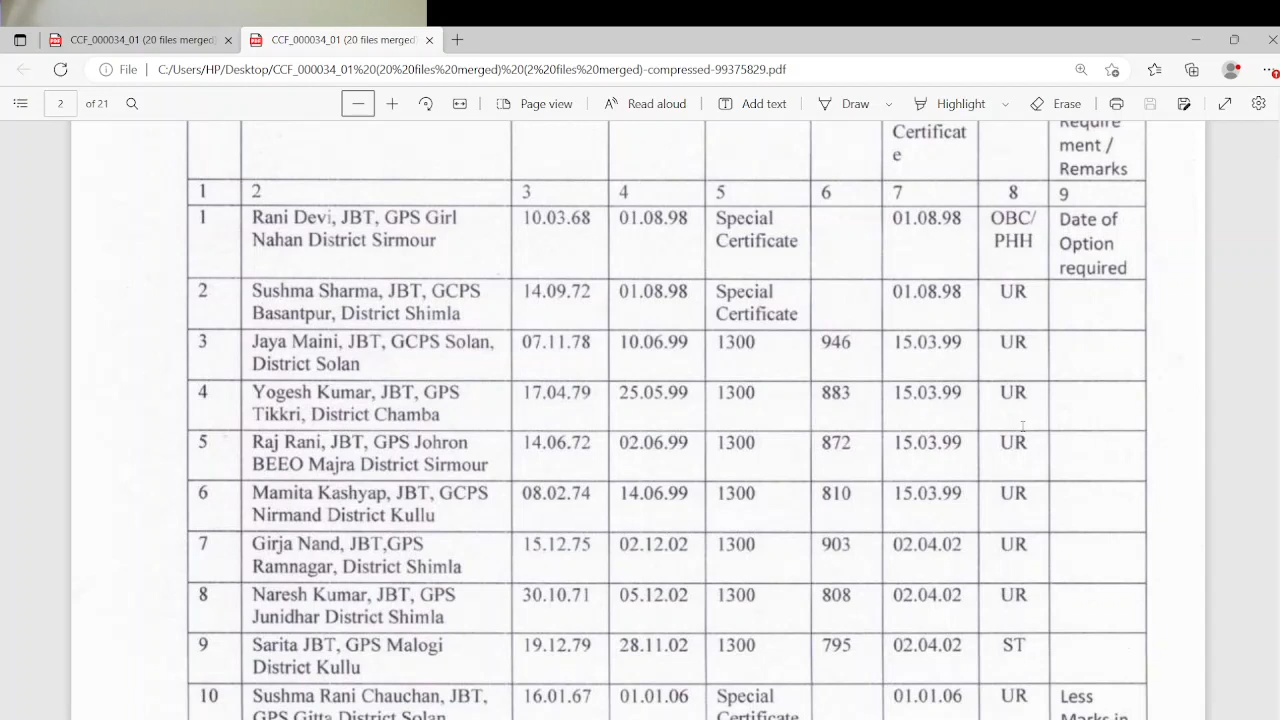 CCF_000034_01 (20 files merged)
CCF_000034_01 (20 files merged)
File C:/Users/HP/Desktop/CCF_000034_01%20(20%20files%20merged)%20(2%20files%20merged)-compressed-99375829.pdf
2 of 21 Page view Read aloud Add text Draw Highlight Erase
Certificat
e
Require
ment /
Remarks
1 2 3 4 5 6 7 8 9
1 Rani Devi, JBT, GPS Girl 10.03.68 01.08.98 Special 01.08.98 OBC/ Date of
Nahan District Sirmour Certificate PHH Option
required
2 Sushma Sharma, JBT, GCPS 14.09.72 01.08.98 Special 01.08.98 UR
Basantpur, District Shimla Certificate
3 Jaya Maini, JBT, GCPS Solan, 07.11.78 10.06.99 1300 946 15.03.99 UR
District Solan
4 Yogesh Kumar, JBT, GPS 17.04.79 25.05.99 1300 883 15.03.99 UR
Tikkri, District Chamba
5 Raj Rani, JBT, GPS Johron 14.06.72 02.06.99 1300 872 15.03.99 UR
BEEO Majra District Sirmour
6 Mamita Kashyap, JBT, GCPS 08.02.74 14.06.99 1300 810 15.03.99 UR
Nirmand District Kullu
7 Girja Nand, JBT,GPS 15.12.75 02.12.02 1300 903 02.04.02 UR
Ramnagar, District Shimla
8 Naresh Kumar, JBT, GPS 30.10.71 05.12.02 1300 808 02.04.02 UR
Junidhar District Shimla
9 Sarita JBT, GPS Malogi 19.12.79 28.11.02 1300 795 02.04.02 ST
District Kullu
10 Sushma Rani Chauchan, JBT, 16.01.67 01.01.06 Special 01.01.06 UR Less
GPS Gitta District Solan Certificate Marks in